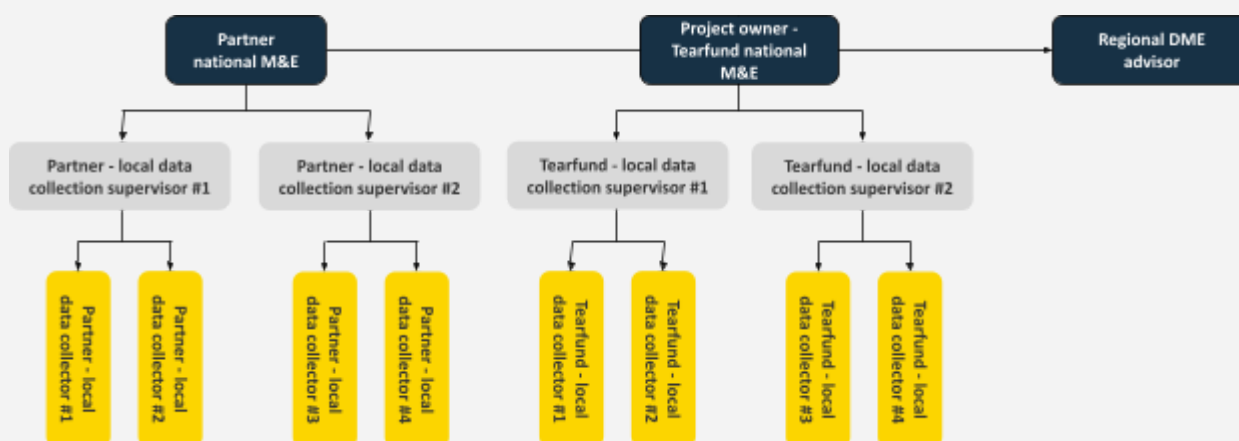 Partner
national M&E
Project owner -
Tearfund national
M&E
Regional DME
advisor
Partner - local data
collection supervisor #1
Partner - local data
collection supervisor #2
Tearfund - local data
collection supervisor #1
Tearfund - local data
collection supervisor #2
Partner - local
data collector #1
Partner - local
data collector #2
Partner - local
data collector #3
Partner - local
data collector #4
Tearfund - local
data collector #1
Tearfund - local
data collector #2
Tearfund - local
data collector #3
Tearfund - local
data collector #4